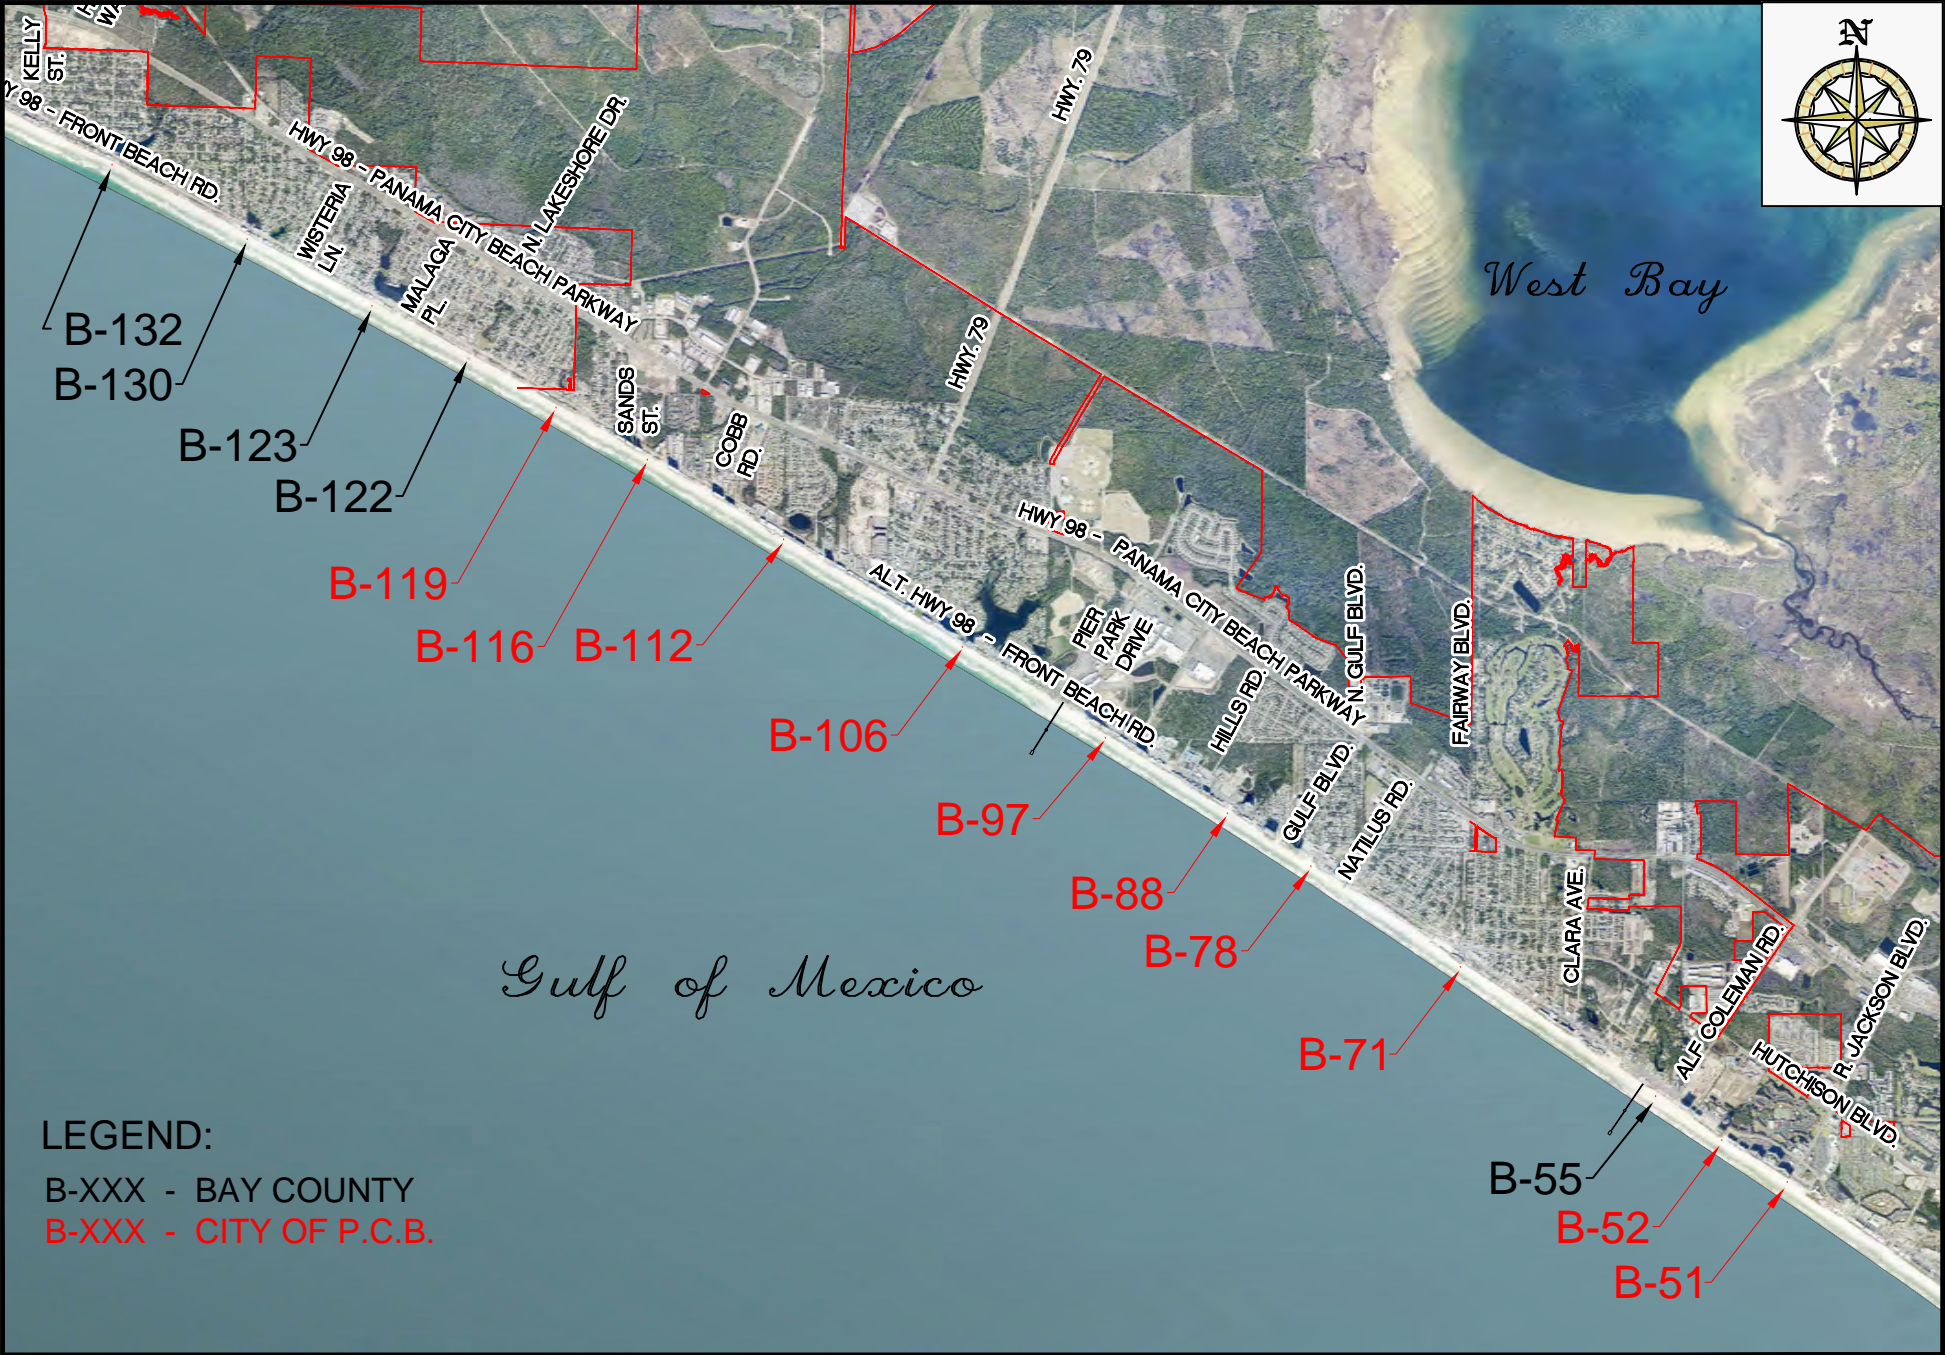 N
KELLY
ST.
Y 98 - FRONT BEACH RD.
HWY 98 - PANAMA CITY BEACH PARKWAY
N. LAKESHORE DR.
HWY. 79
WISTERIA
LN.
MALAGA
PL.
West Bay
HWY. 79
SANDS
ST.
COBB
RD.
B-132
B-130
B-123
B-122
B-119
B-116
B-112
B-106
B-97
B-88
B-78
B-71
B-55
B-52
B-51
ALT. HWY 98 - FRONT BEACH RD.
HWY 98 - PANAMA CITY BEACH PARKWAY
PIER
PARK
DRIVE
HILLS RD.
N. GULF BLVD.
GULF BLVD.
NATILUS RD.
FAIRWAY BLVD.
CLARA AVE.
ALF COLEMAN RD.
R. JACKSON BLVD.
HUTCHISON BLVD.
Gulf of Mexico
LEGEND:
B-XXX - BAY COUNTY
B-XXX - CITY OF P.C.B.